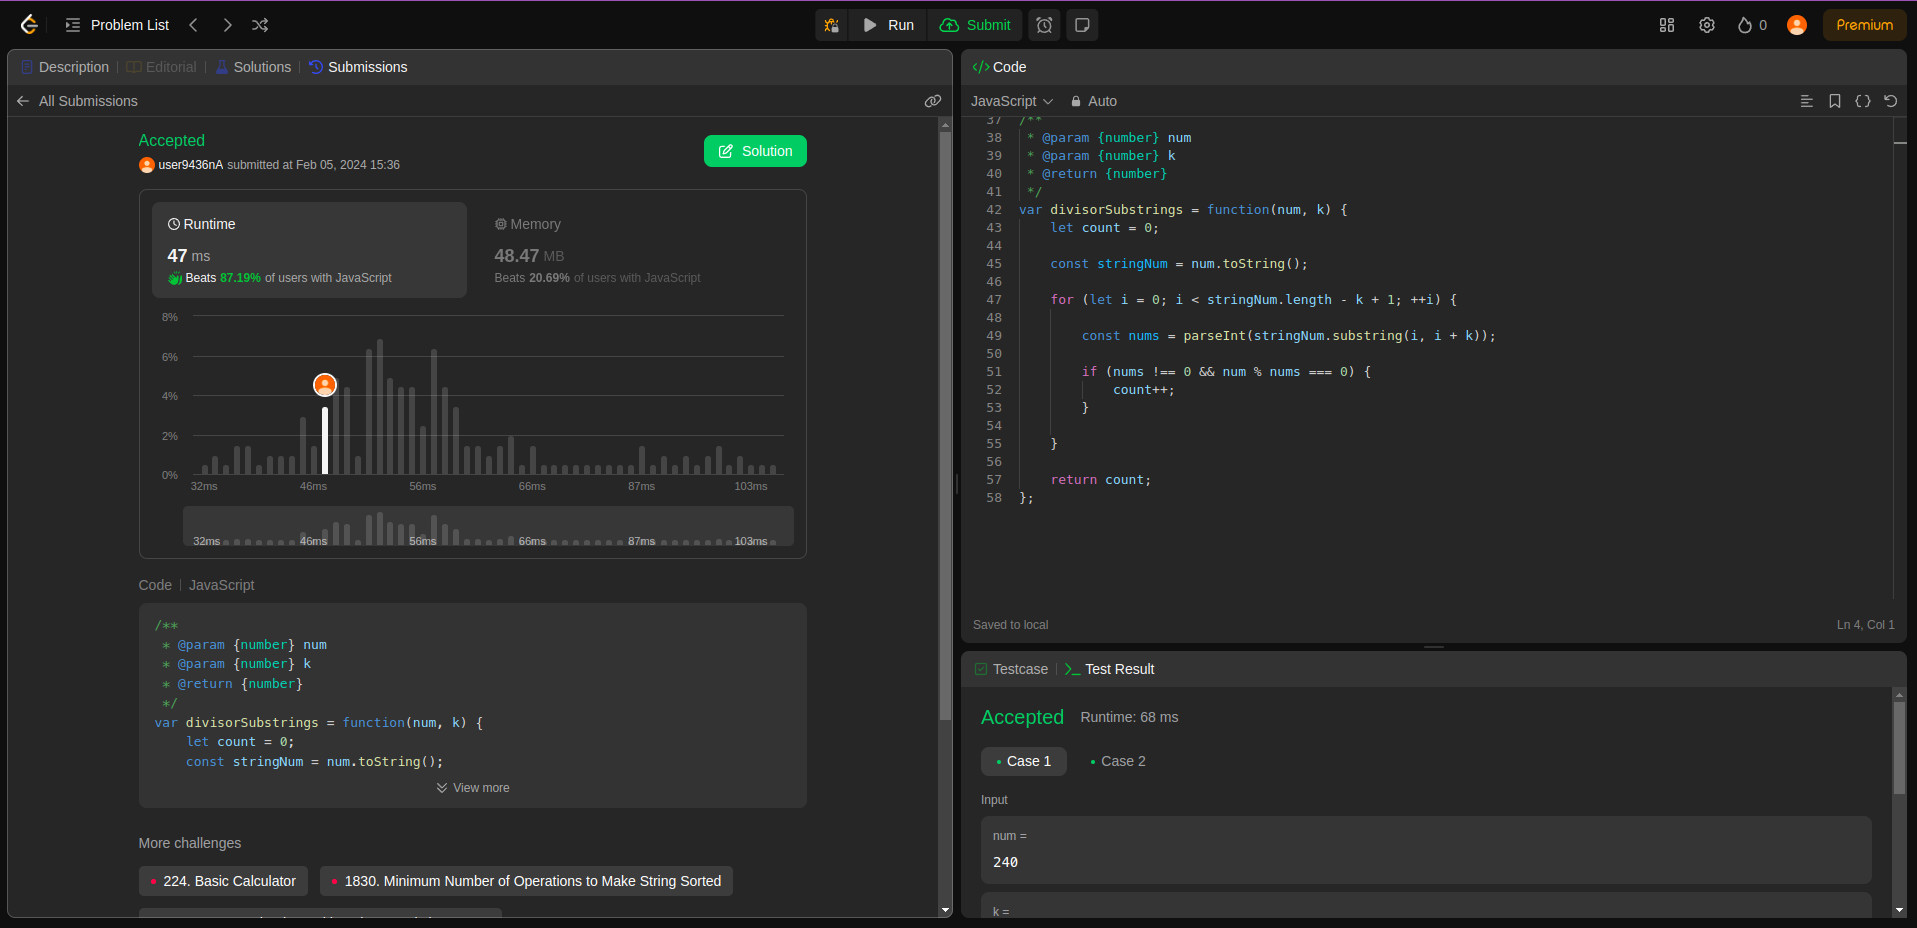 Problem List
Run
Submit
0
Premium
Description | Editorial | Solutions | Submissions
All Submissions
Accepted
user9436nA submitted at Feb 05, 2024 15:36
Solution
Runtime
47 ms
Beats 87.19% of users with JavaScript
Memory
48.47 MB
Beats 20.69% of users with JavaScript
8%
6%
4%
2%
0%
32ms 46ms 56ms 66ms 87ms 103ms
32ms 46ms 56ms 66ms 87ms 103ms
Code | JavaScript
/**
 * @param {number} num
 * @param {number} k
 * @return {number}
 */
var divisorSubstrings = function(num, k) {
    let count = 0;
    const stringNum = num.toString();
View more
More challenges
224. Basic Calculator
1830. Minimum Number of Operations to Make String Sorted
</> Code
JavaScript
Auto
37 /**
38  * @param {number} num
39  * @param {number} k
40  * @return {number}
41  */
42 var divisorSubstrings = function(num, k) {
43     let count = 0;
44
45     const stringNum = num.toString();
46
47     for (let i = 0; i < stringNum.length - k + 1; ++i) {
48
49         const nums = parseInt(stringNum.substring(i, i + k));
50
51         if (nums !== 0 && num % nums === 0) {
52             count++;
53         }
54
55     }
56
57     return count;
58 };
Saved to local
Ln 4, Col 1
Testcase | Test Result
Accepted Runtime: 68 ms
Case 1
Case 2
Input
num =
240
k =